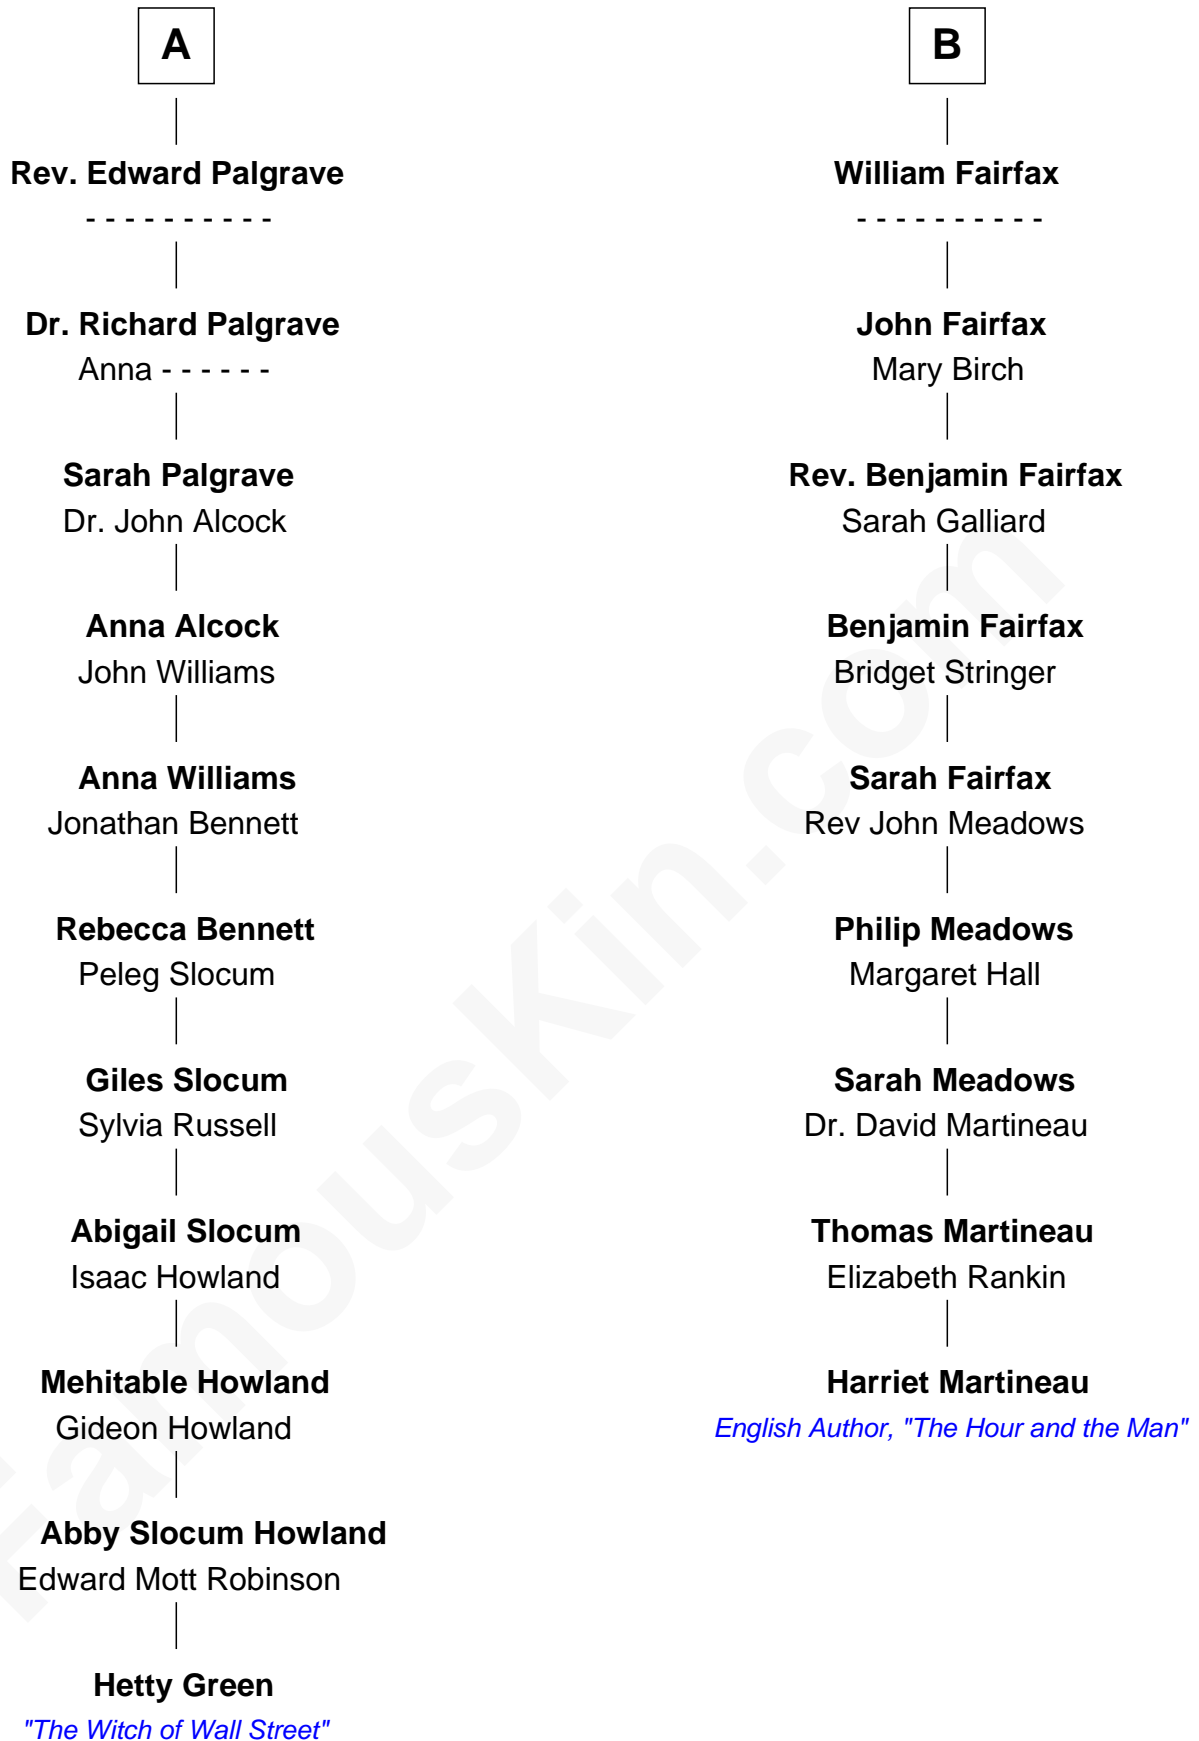 A
Rev. Edward Palgrave
- - - - - - - - - -
Dr. Richard Palgrave
Anna - - - - - -
Sarah Palgrave
Dr. John Alcock
Anna Alcock
John Williams
Anna Williams
Jonathan Bennett
Rebecca Bennett
Peleg Slocum
Giles Slocum
Sylvia Russell
Abigail Slocum
Isaac Howland
Mehitable Howland
Gideon Howland
Abby Slocum Howland
Edward Mott Robinson
Hetty Green
"The Witch of Wall Street"
B
William Fairfax
- - - - - - - - - -
John Fairfax
Mary Birch
Rev. Benjamin Fairfax
Sarah Galliard
Benjamin Fairfax
Bridget Stringer
Sarah Fairfax
Rev John Meadows
Philip Meadows
Margaret Hall
Sarah Meadows
Dr. David Martineau
Thomas Martineau
Elizabeth Rankin
Harriet Martineau
English Author, "The Hour and the Man"
FamousKin.com